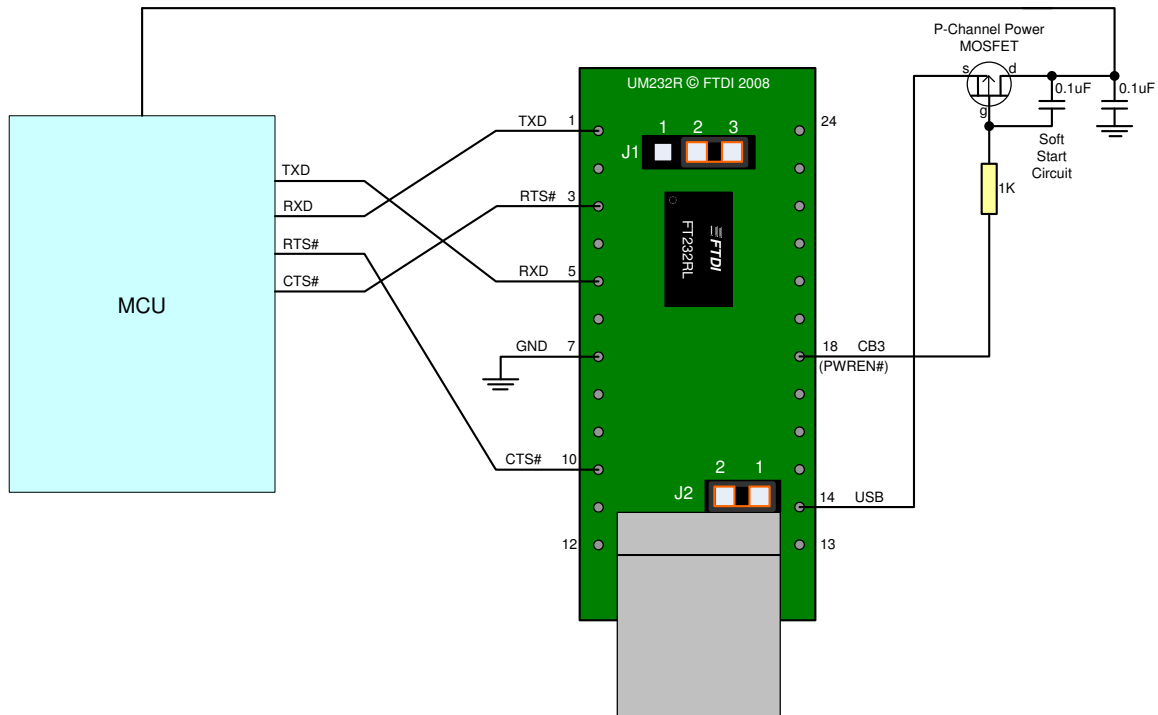 P-Channel Power
MOSFET
s
d
g
0.1uF
0.1uF
Soft
Start
Circuit
1K
UM232R © FTDI 2008
TXD
1
24
1
2
3
J1
TXD
RXD
RTS#
3
RTS#
FTDI
FT232RL
CTS#
RXD
5
MCU
GND
7
18
CB3
(PWREN#)
CTS#
10
2
1
J2
14
USB
12
13